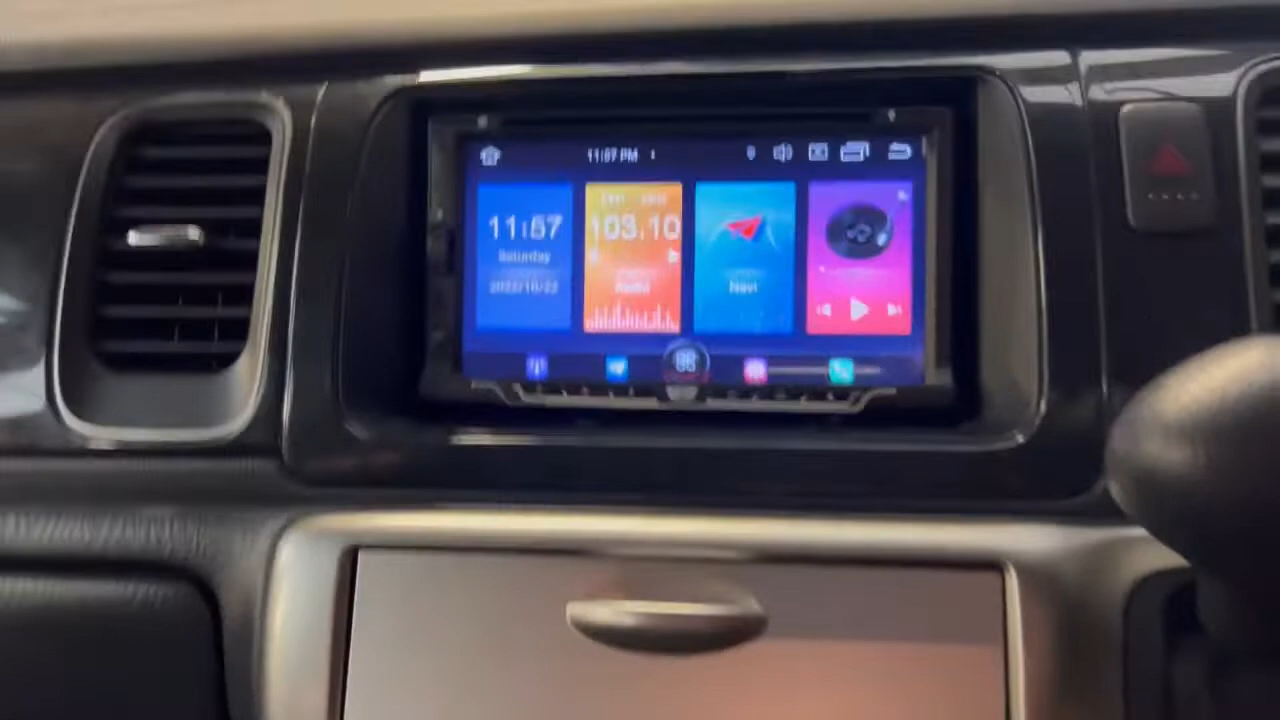 11:57 PM
11:57
Saturday
2022/10/22
103.10
Radio
Navi